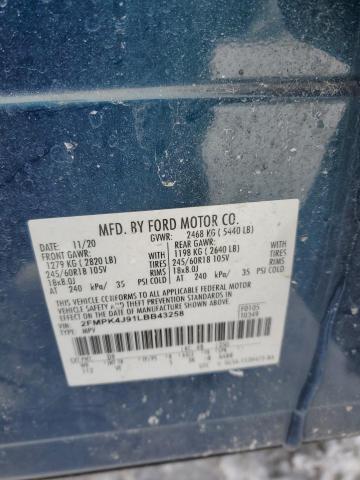 MFD. BY FORD MOTOR CO.
DATE: 11/20 GVWR: 2468 KG (5440 LB)
FRONT GAWR: REAR GAWR:
1279 KG (2820 LB) 1198 KG (2640 LB)
245/60R18 105V TIRES 245/60R18 105V TIRES
18x8.0J RIMS 18x8.0J RIMS
AT 240 kPa/ 35 PSI COLD AT 240 kPa/ 35 PSI COLD
THIS VEHICLE CONFORMS TO ALL APPLICABLE FEDERAL MOTOR
VEHICLE SAFETY AND THEFT PREVENTION STANDARDS IN EFFECT ON
THE DATE OF MANUFACTURE SHOWN ABOVE.
VIN: 2FMPK4J91LBB43258 F0105
TYPE: MPV T0349